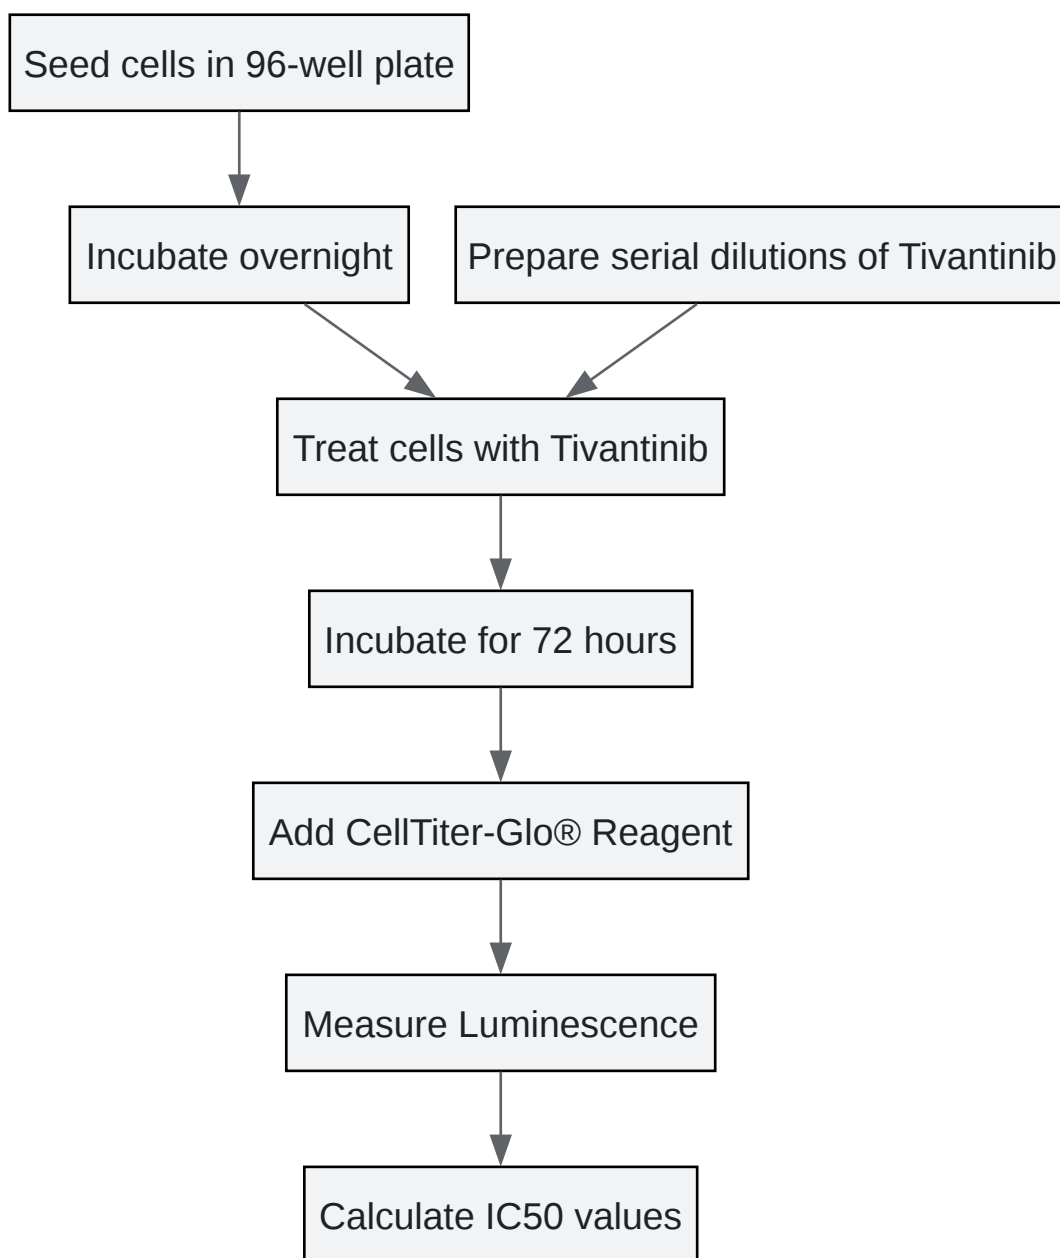 Seed cells in 96-well plate
Incubate overnight
Prepare serial dilutions of Tivantinib
Treat cells with Tivantinib
Incubate for 72 hours
Add CellTiter-Glo® Reagent
Measure Luminescence
Calculate IC50 values